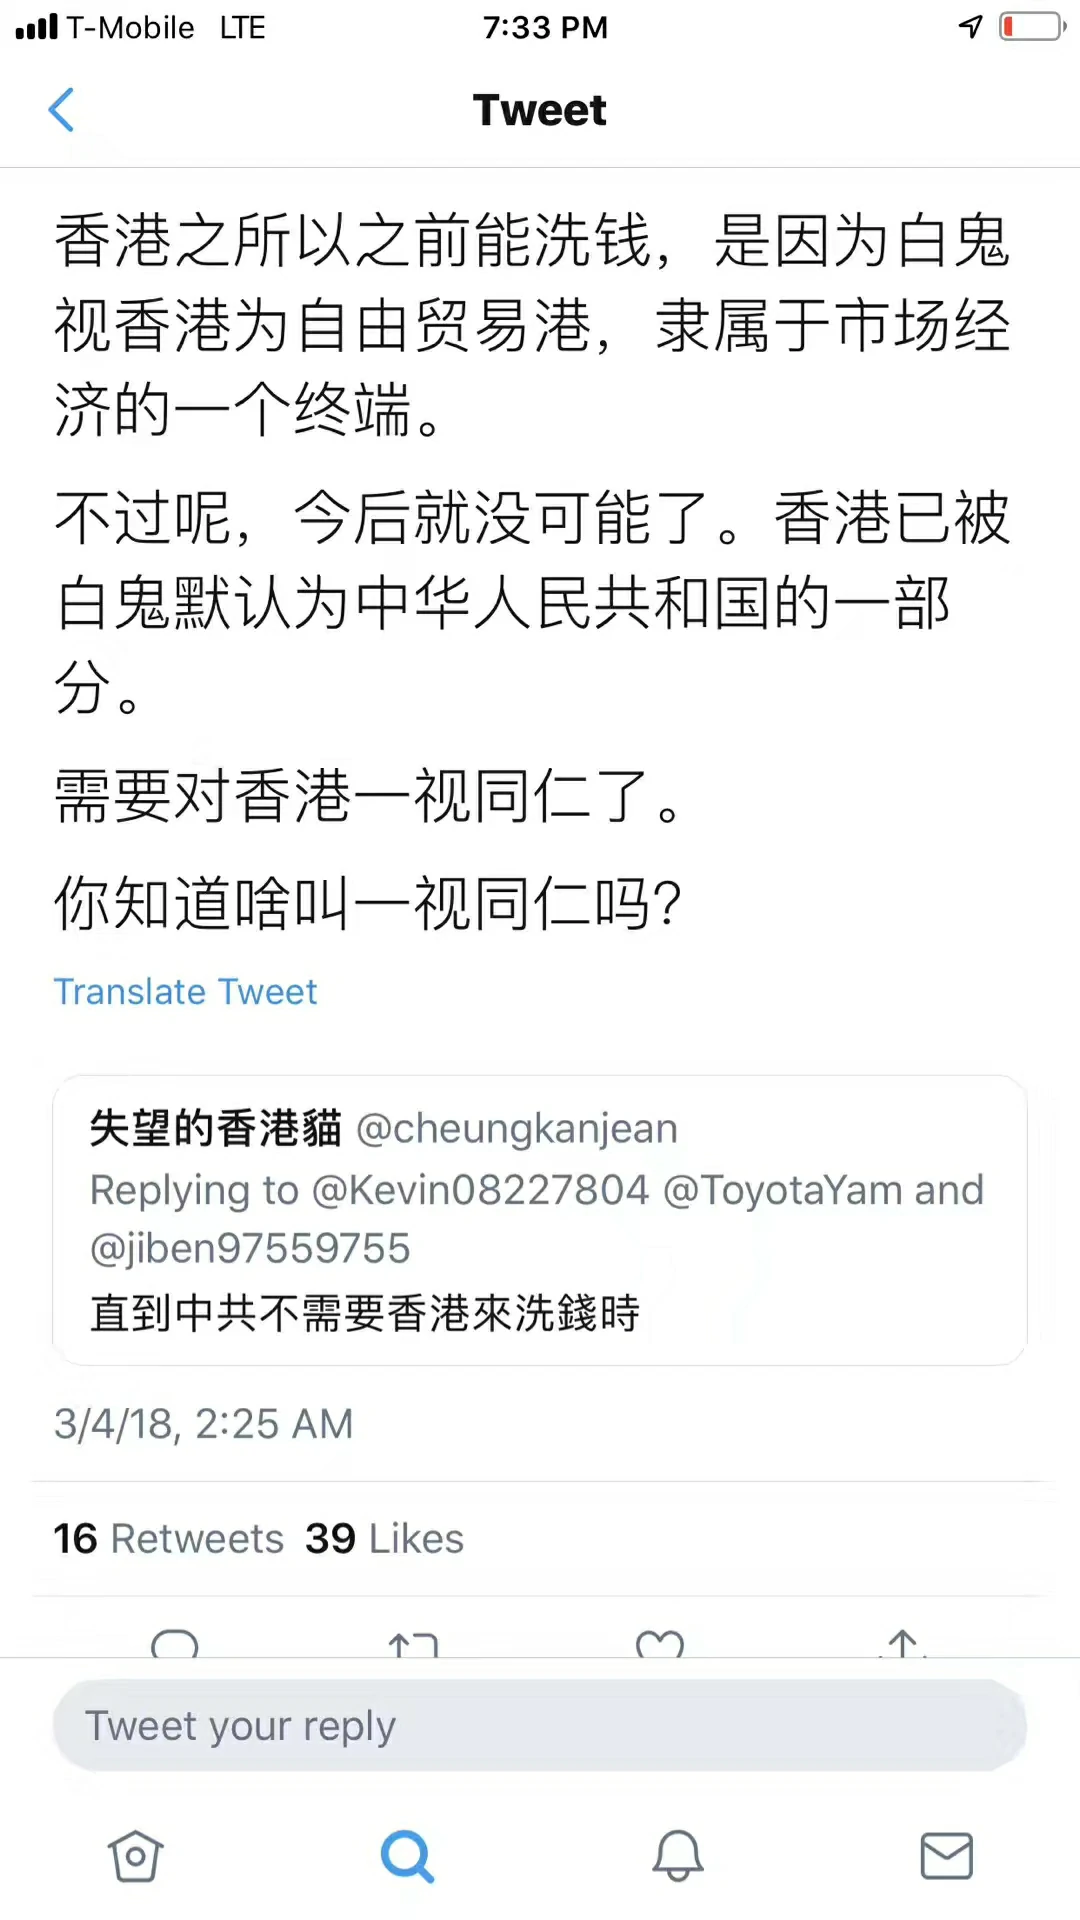 T-Mobile LTE 7:33 PM
Tweet
香港之所以之前能洗钱，是因为白鬼
视香港为自由贸易港，隶属于市场经
济的一个终端。
不过呢，今后就没可能了。香港已被
白鬼默认为中华人民共和国的一部
分。
需要对香港一视同仁了。
你知道啥叫一视同仁吗？
Translate Tweet
失望的香港貓 @cheungkanjean
Replying to @Kevin08227804 @ToyotaYam and
@jiben97559755
直到中共不需要香港來洗錢時
3/4/18, 2:25 AM
16 Retweets 39 Likes
Tweet your reply